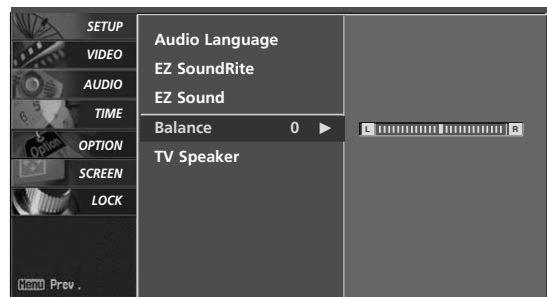 SETUP
VIDEO
AUDIO
TIME
OPTION
SCREEN
LOCK
Menu Prev.
Audio Language
EZ SoundRite
EZ Sound
Balance 0 ▶
TV Speaker
L R